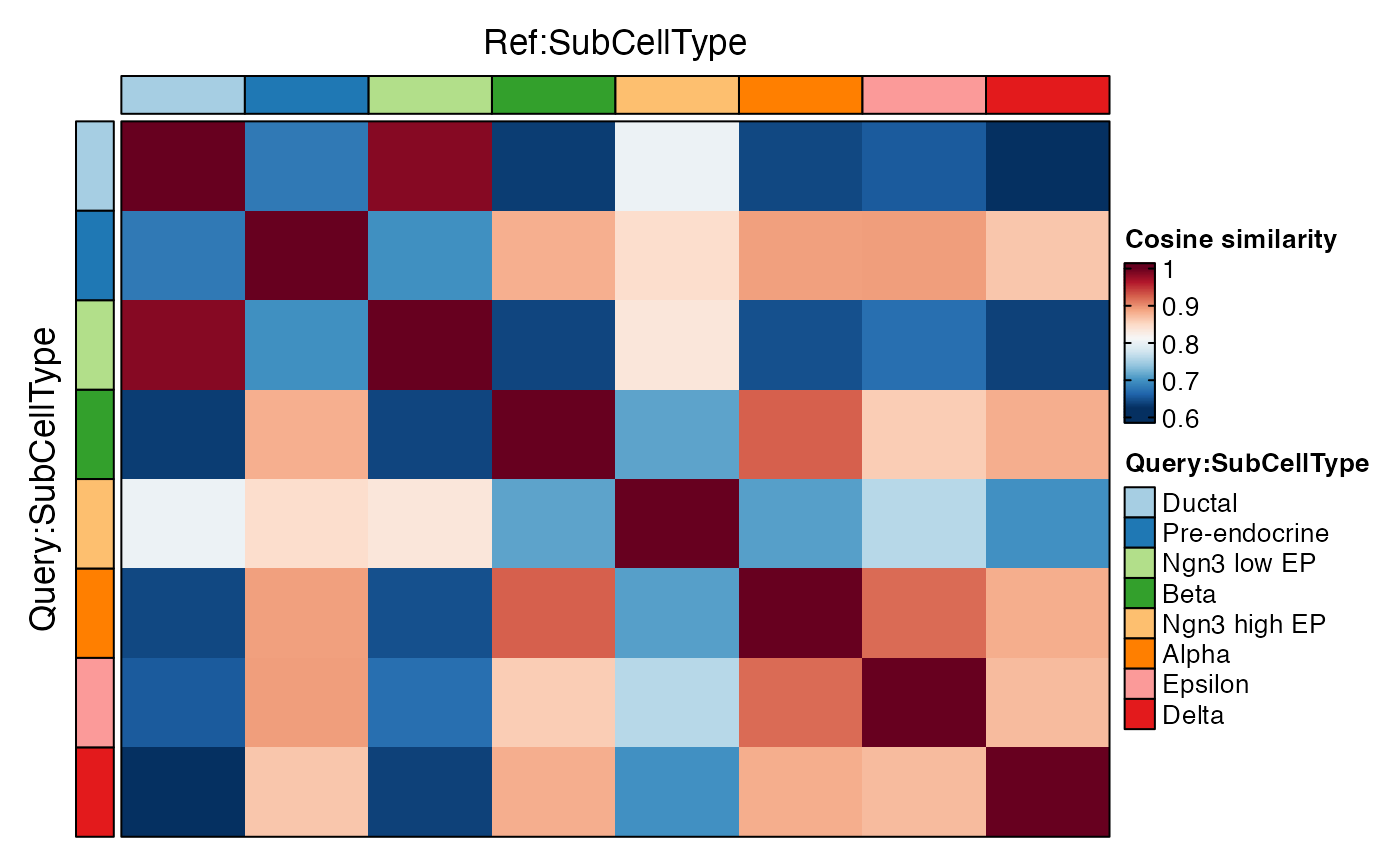 Ref:SubCellType
Query:SubCellType
Cosine similarity
1
0.9
0.8
0.7
0.6
Query:SubCellType
Ductal
Pre-endocrine
Ngn3 low EP
Beta
Ngn3 high EP
Alpha
Epsilon
Delta